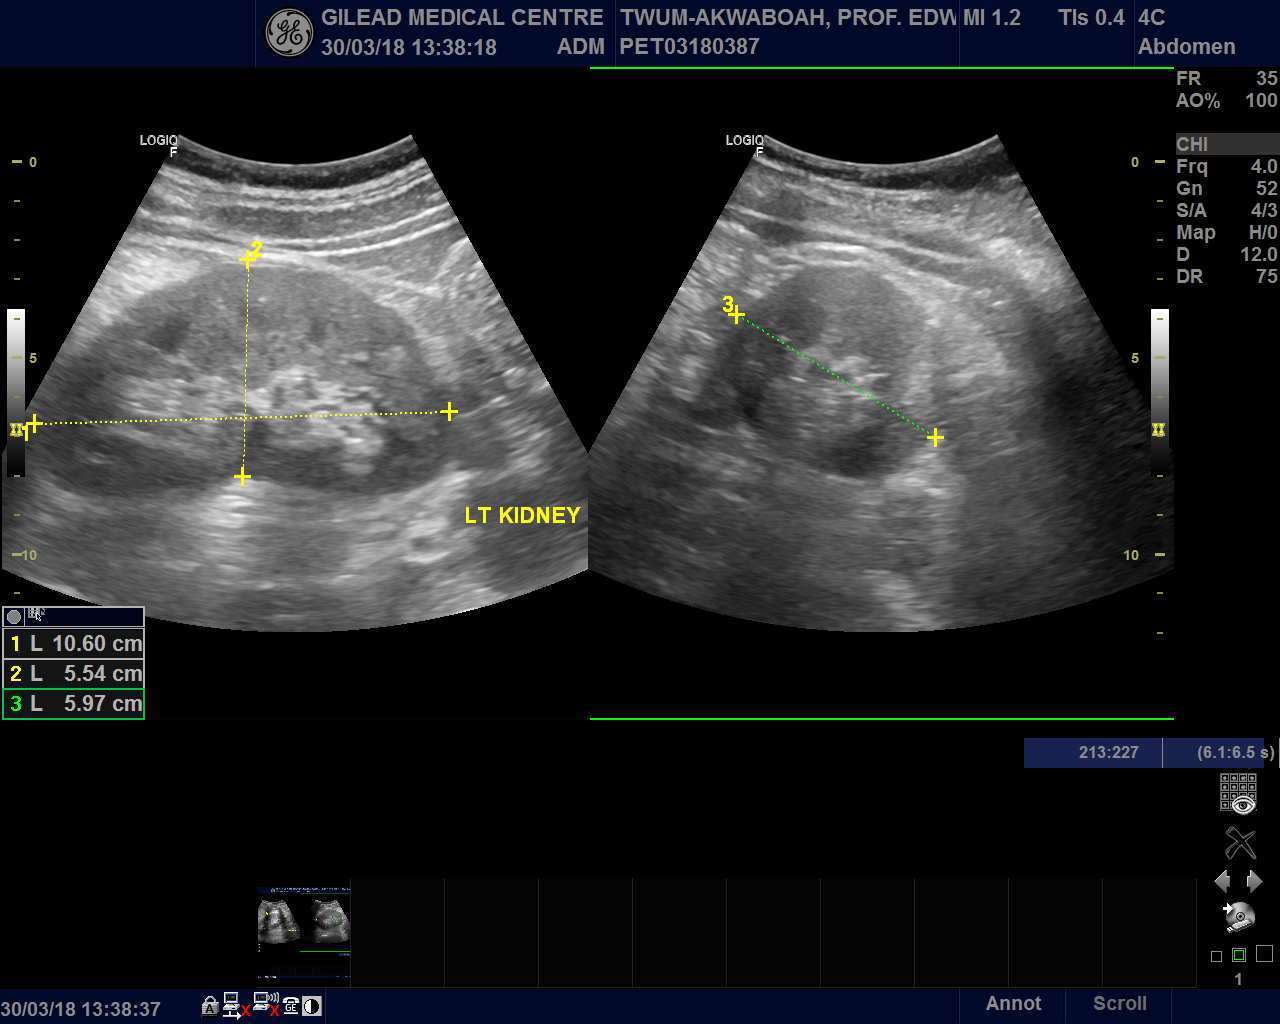 GILEAD MEDICAL CENTRE
30/03/18 13:38:18 ADM
TWUM-AKWABOAH, PROF. EDW
PET03180387
MI 1.2 TIs 0.4
4C
Abdomen
FR 35
AO% 100
CHI
Frq 4.0
Gn 52
S/A 4/3
Map H/0
D 12.0
DR 75
LOGIQ
F
LOGIQ
F
0
5
10
0
5
10
2
3
LT KIDNEY
1 L 10.60 cm
2 L 5.54 cm
3 L 5.97 cm
213:227 (6.1:6.5 s)
1
30/03/18 13:38:37
Annot
Scroll